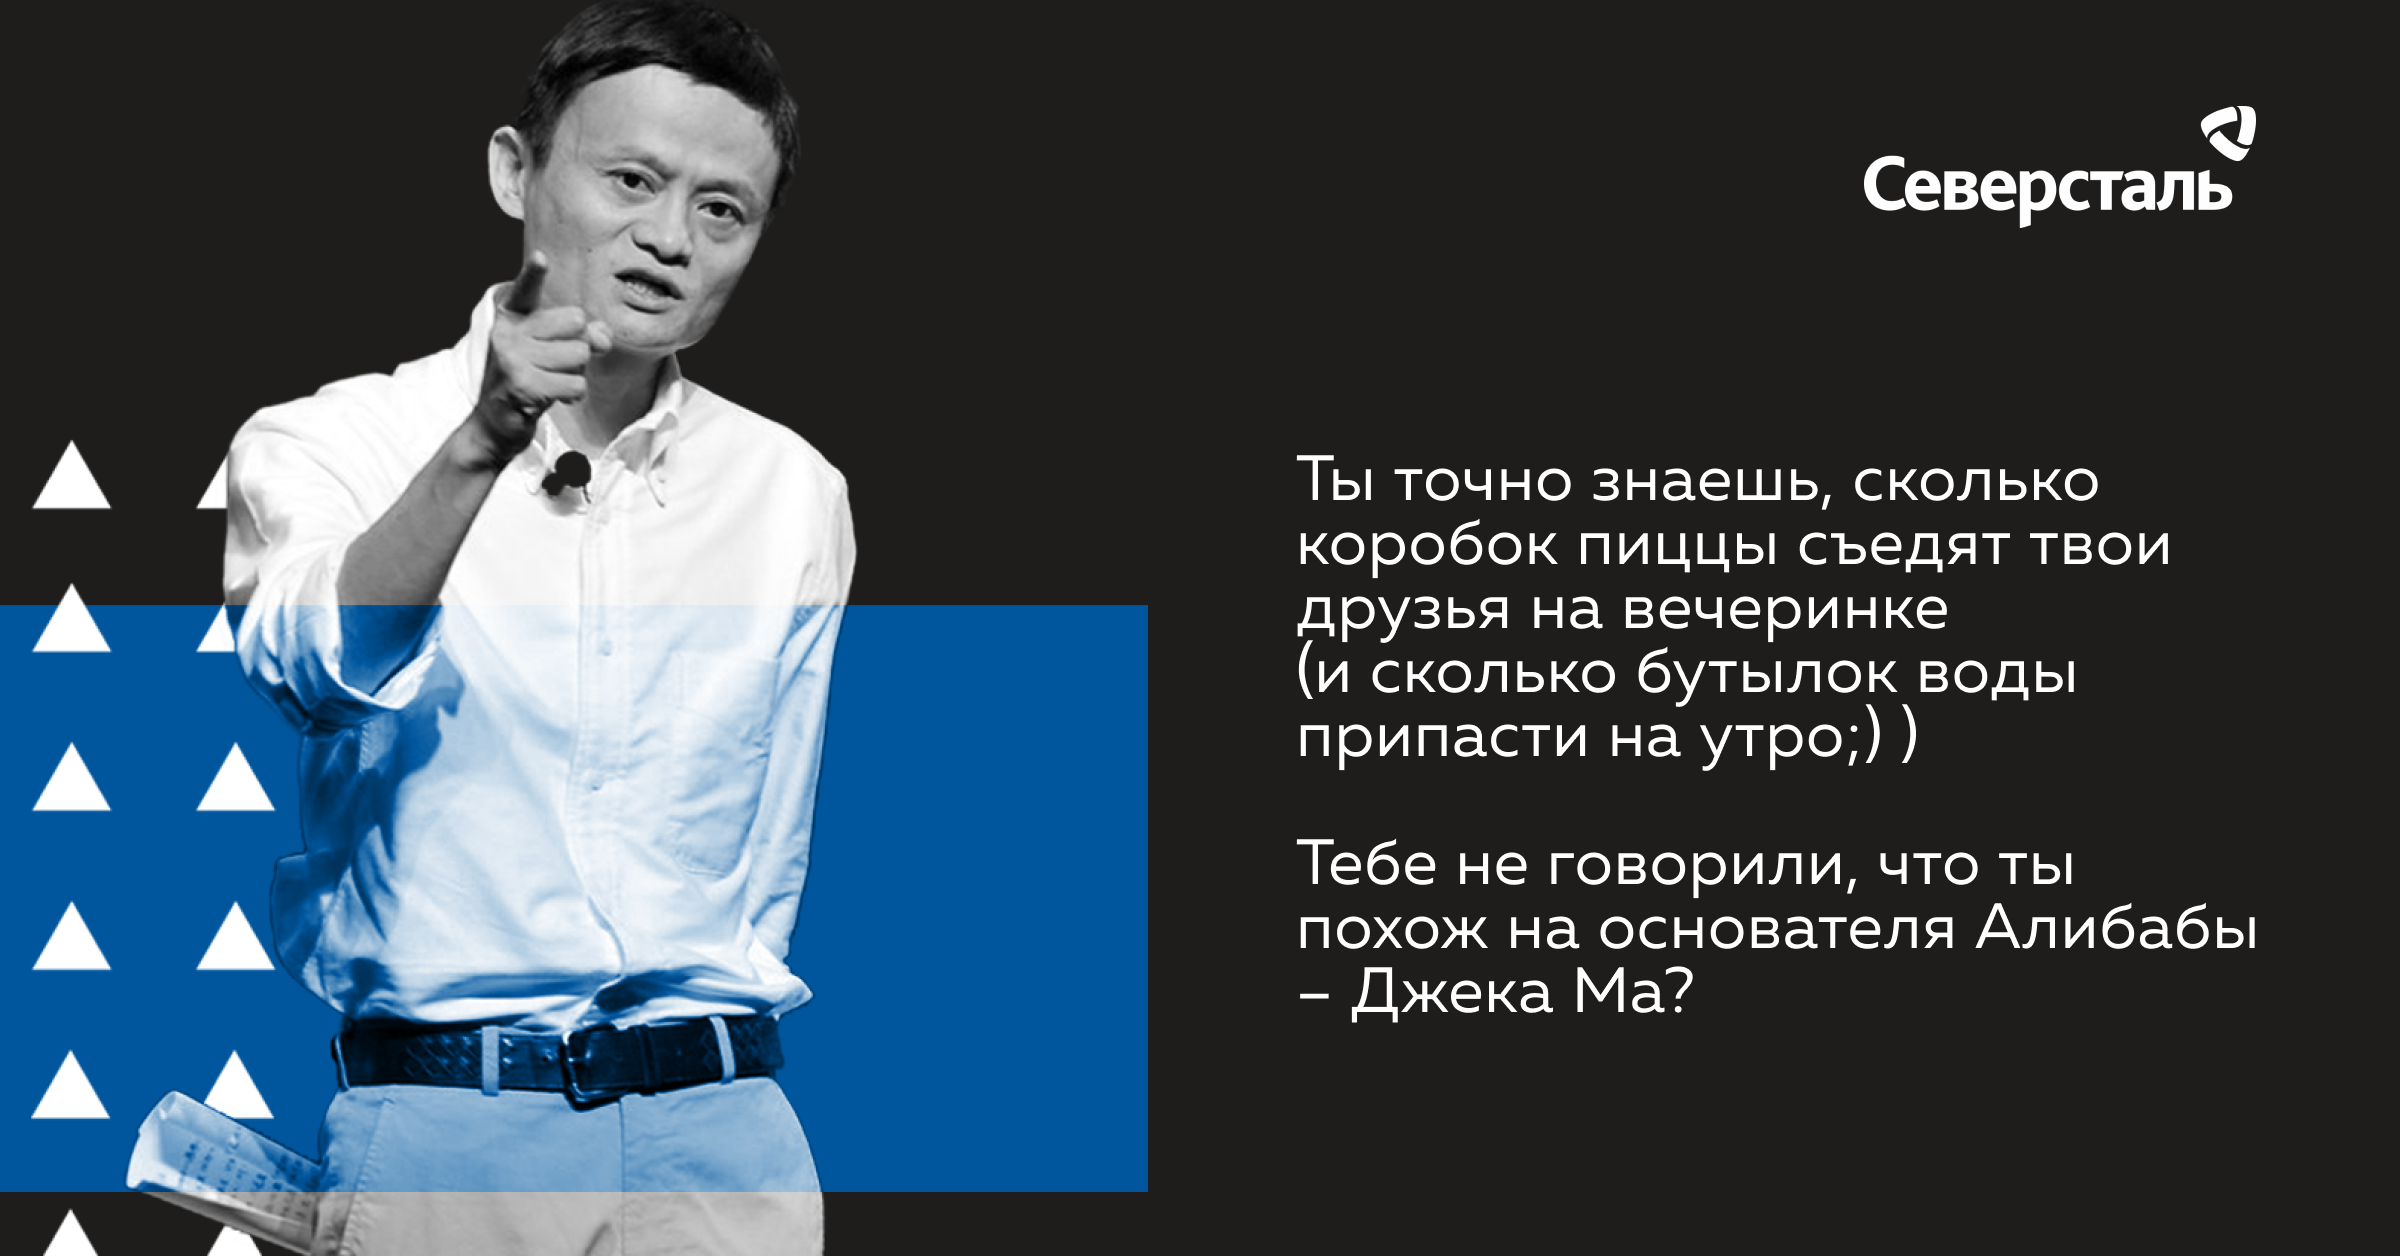 Северсталь
Ты точно знаешь, сколько
коробок пиццы съедят твои
друзья на вечеринке
(и сколько бутылок воды
припасти на утро;) )
Тебе не говорили, что ты
похож на основателя Алибабы
– Джека Ма?